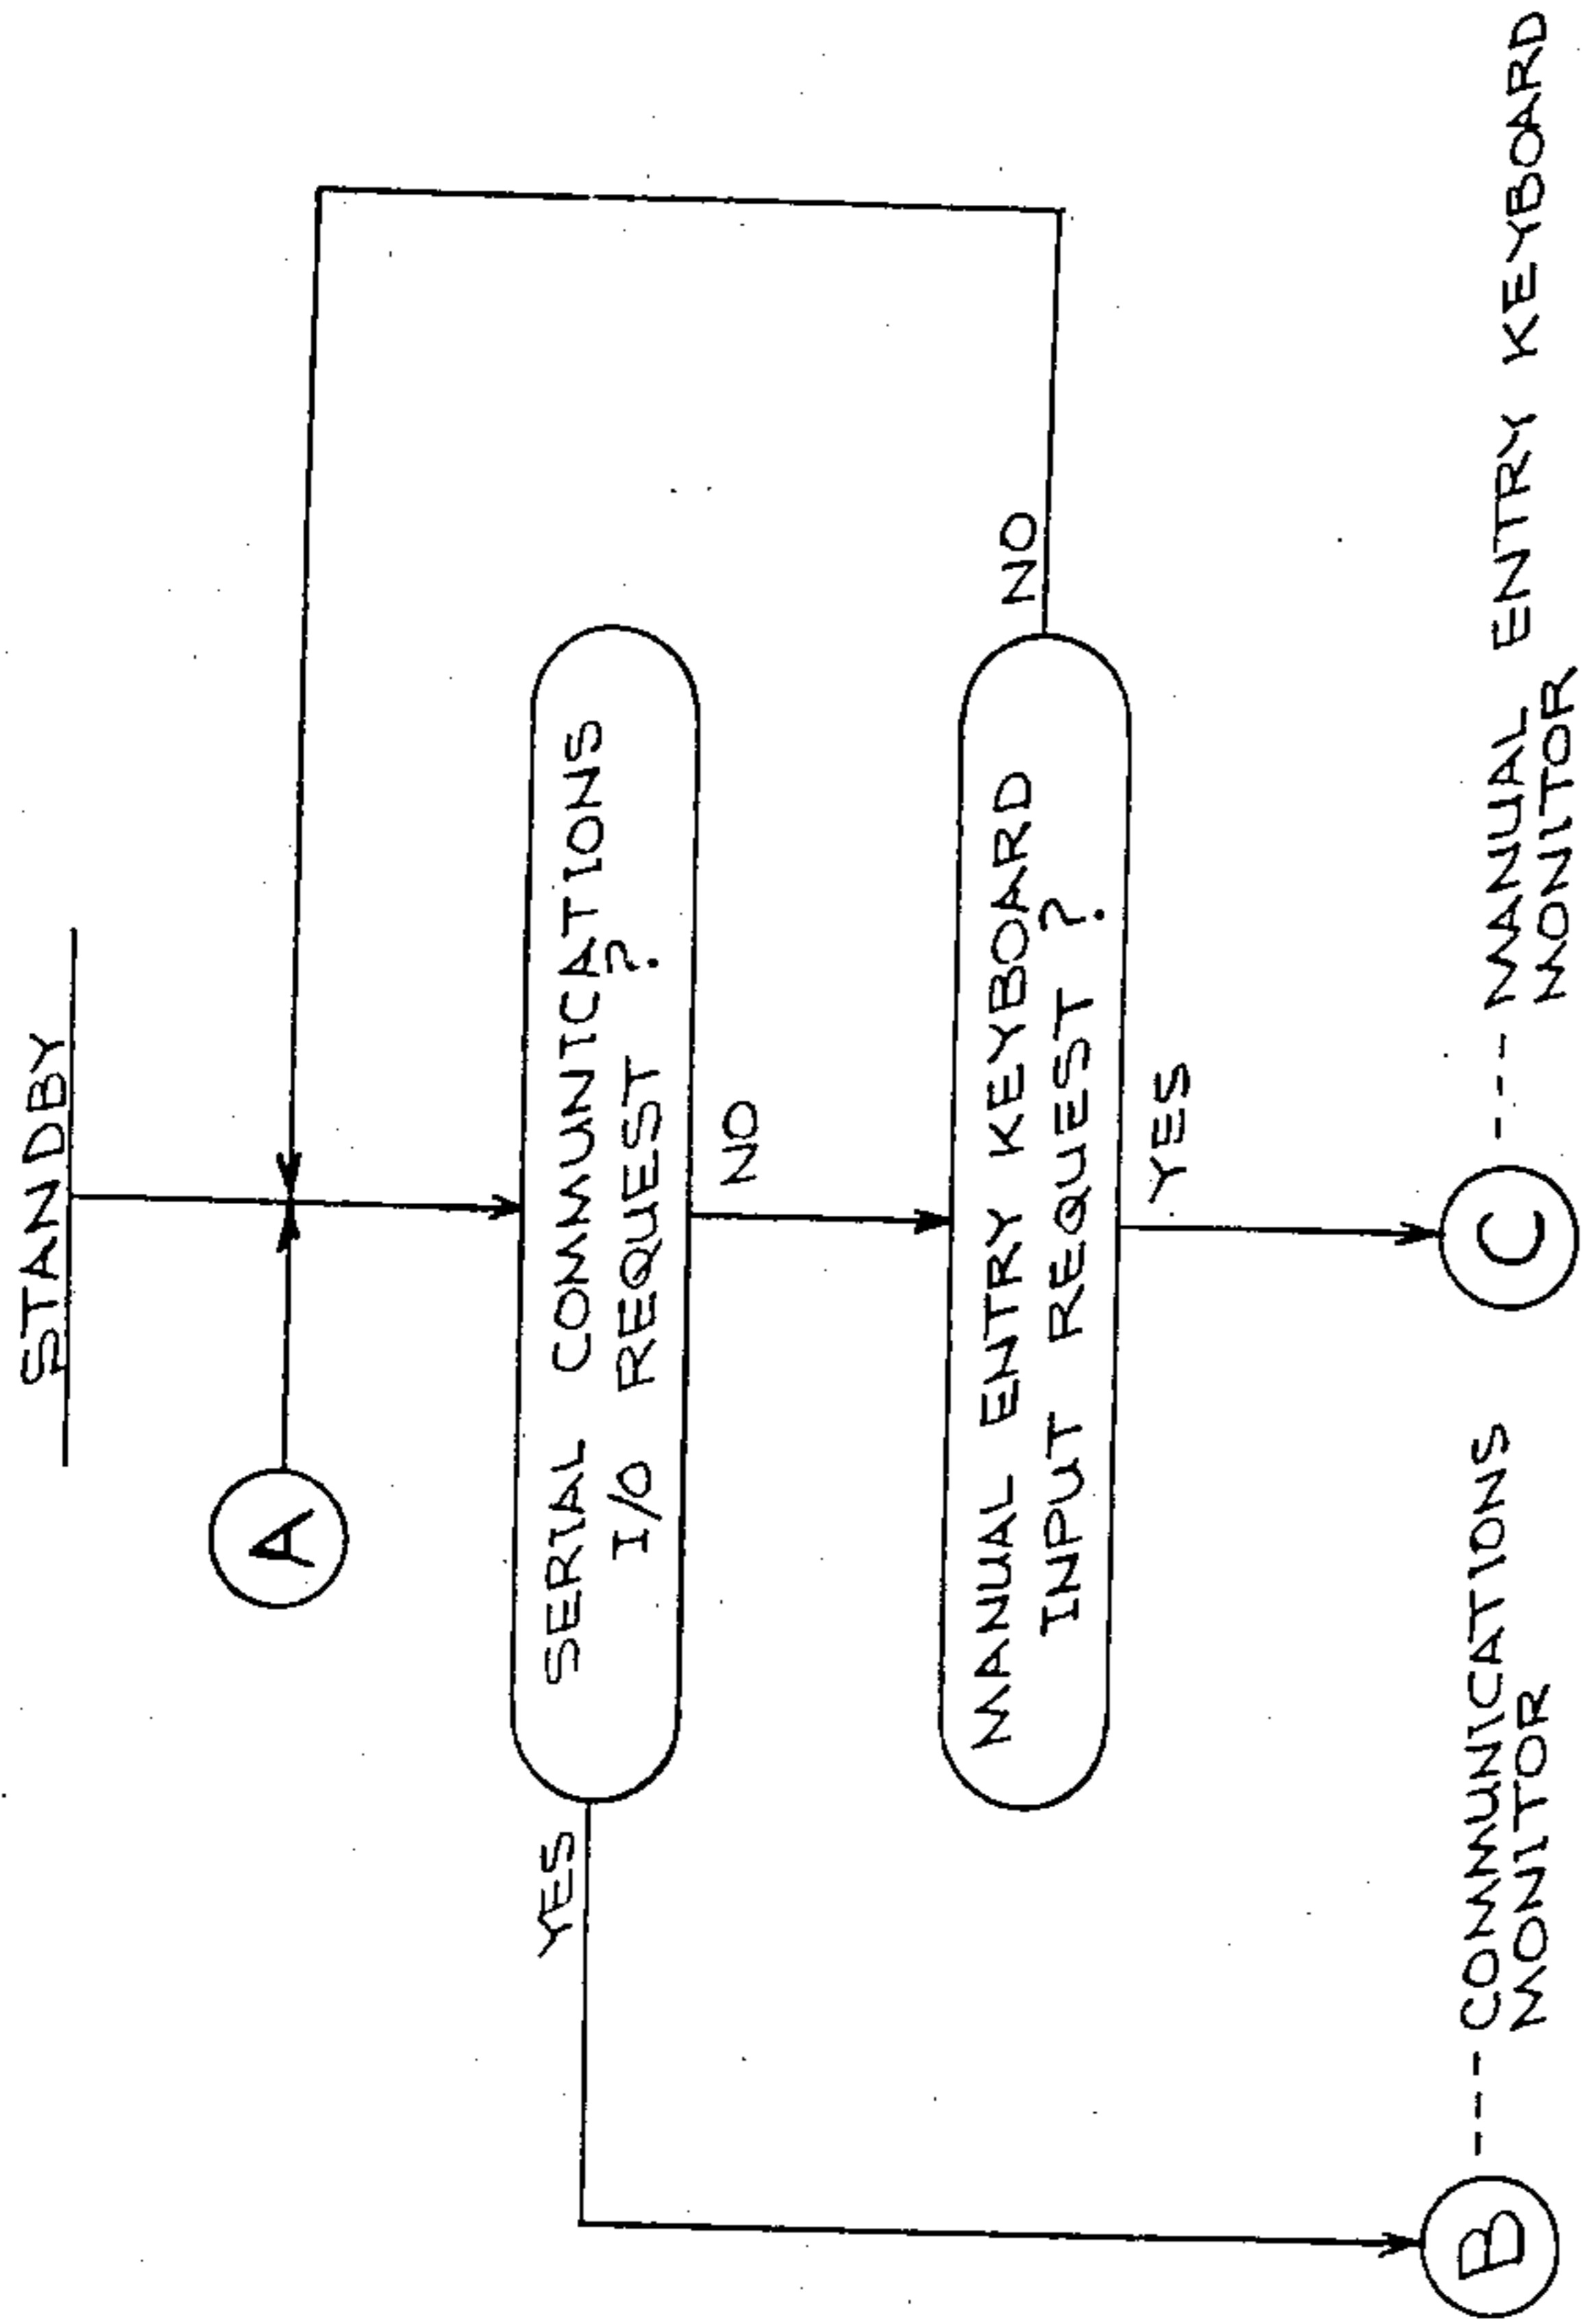 STANDBY
A
SERIAL COMMUNICATIONS
I/O REQUEST ?
YES
NO
MANUAL ENTRY KEYBOARD
INPUT REQUEST ?
NO
YES
B --- COMMUNICATIONS
MONITOR
C --- MANUAL ENTRY KEYBOARD
MONITOR